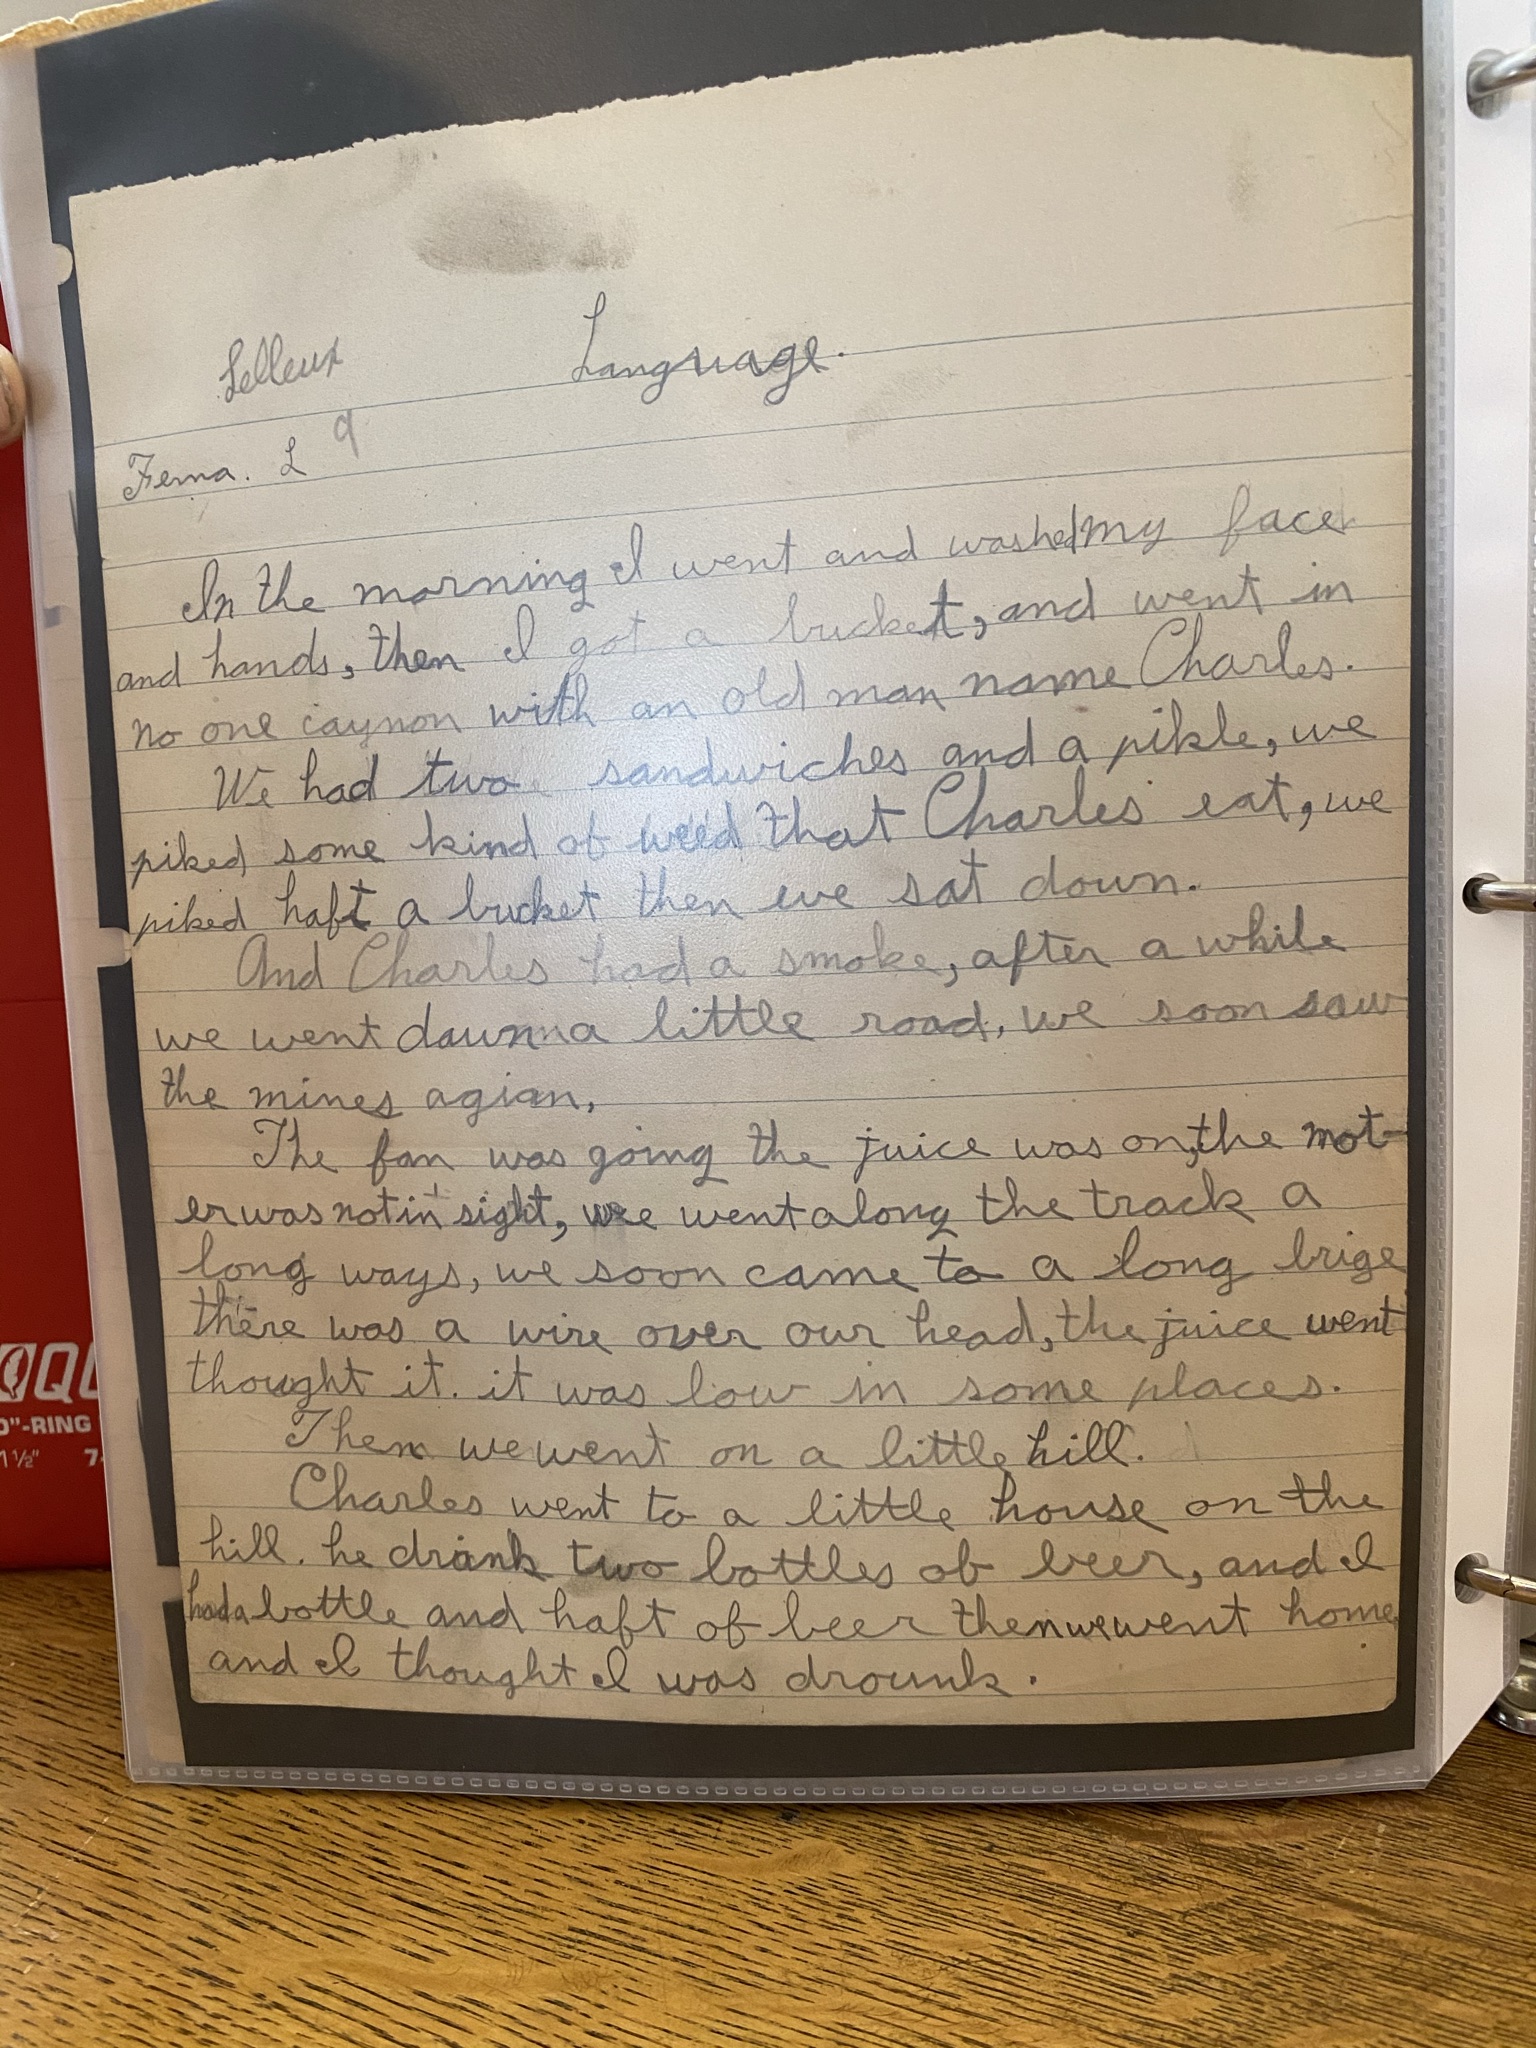 Lelleux
Language.
Ferna. L
9
In the morning I went and washed my face
and hands, then I got a bucket, and went in
no one caynon with an old man name Charles.
We had two sandwiches and a pikle, we
piked some kind of weed that Charles eat, we
piked haft a bucket then we sat down.
And Charles had a smoke, after a while
we went daunna little road, we soon saw
the mines agian,
The fan was going the juice was on, the mot-
er was not in sight, we went along the track a
long ways, we soon came to a long brige
there was a wire over our head, the juice went
thought it. it was low in some places.
Then we went on a little hill.
Charles went to a little house on the
hill. he drank two bottles of beer, and I
had a bottle and haft of beer then we went home
and I thought I was drounk.
0"-RING
1 1/2"